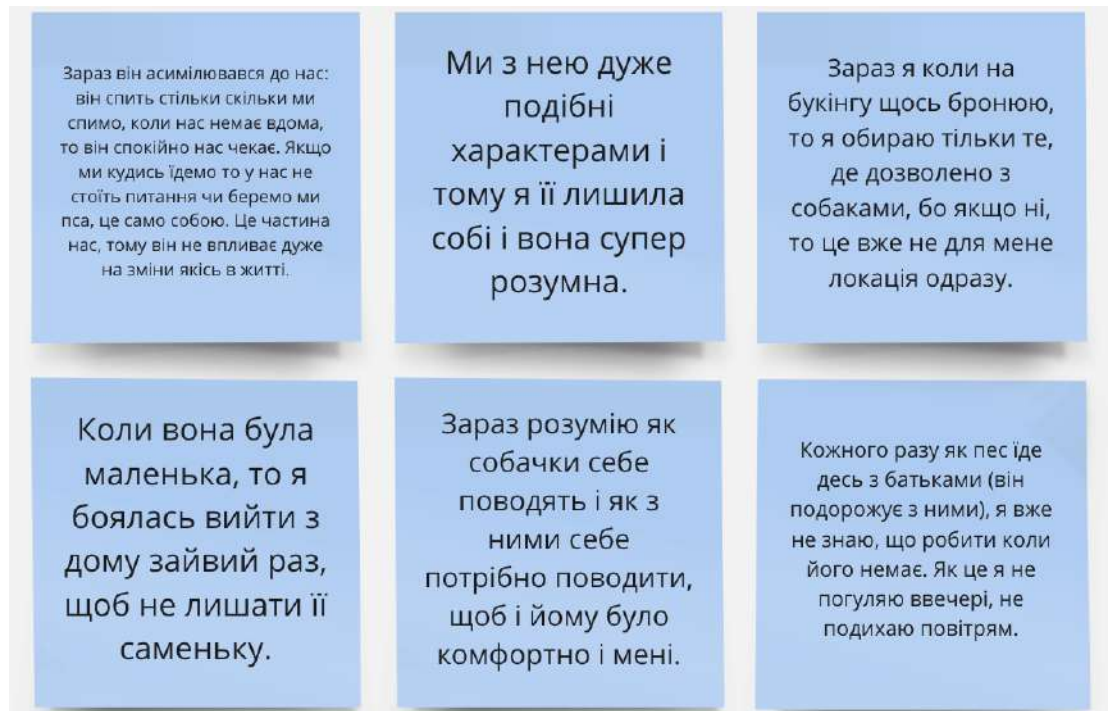 Зараз він асимілювався до нас:
він спить стільки скільки ми
спимо, коли нас немає вдома,
то він спокійно нас чекає. Якщо
ми кудись їдемо то у нас не
стоїть питання чи беремо ми
пса, це само собою. Це частина
нас, тому він не впливає дуже
на зміни якісь в житті.
Ми з нею дуже
подібні
характерами і
тому я її лишила
собі і вона супер
розумна.
Зараз я коли на
букінгу щось бронюю,
то я обираю тільки те,
де дозволено з
собаками, бо якщо ні,
то це вже не для мене
локація одразу.
Коли вона була
маленька, то я
боялась вийти з
дому зайвий раз,
щоб не лишати її
саменьку.
Зараз розумію як
собачки себе
поводять і як з
ними себе
потрібно поводити,
щоб і йому було
комфортно і мені.
Кожного разу як пес їде
десь з батьками (він
подорожує з ними), я вже
не знаю, що робити коли
його немає. Як це я не
погуляю ввечері, не
подихаю повітрям.